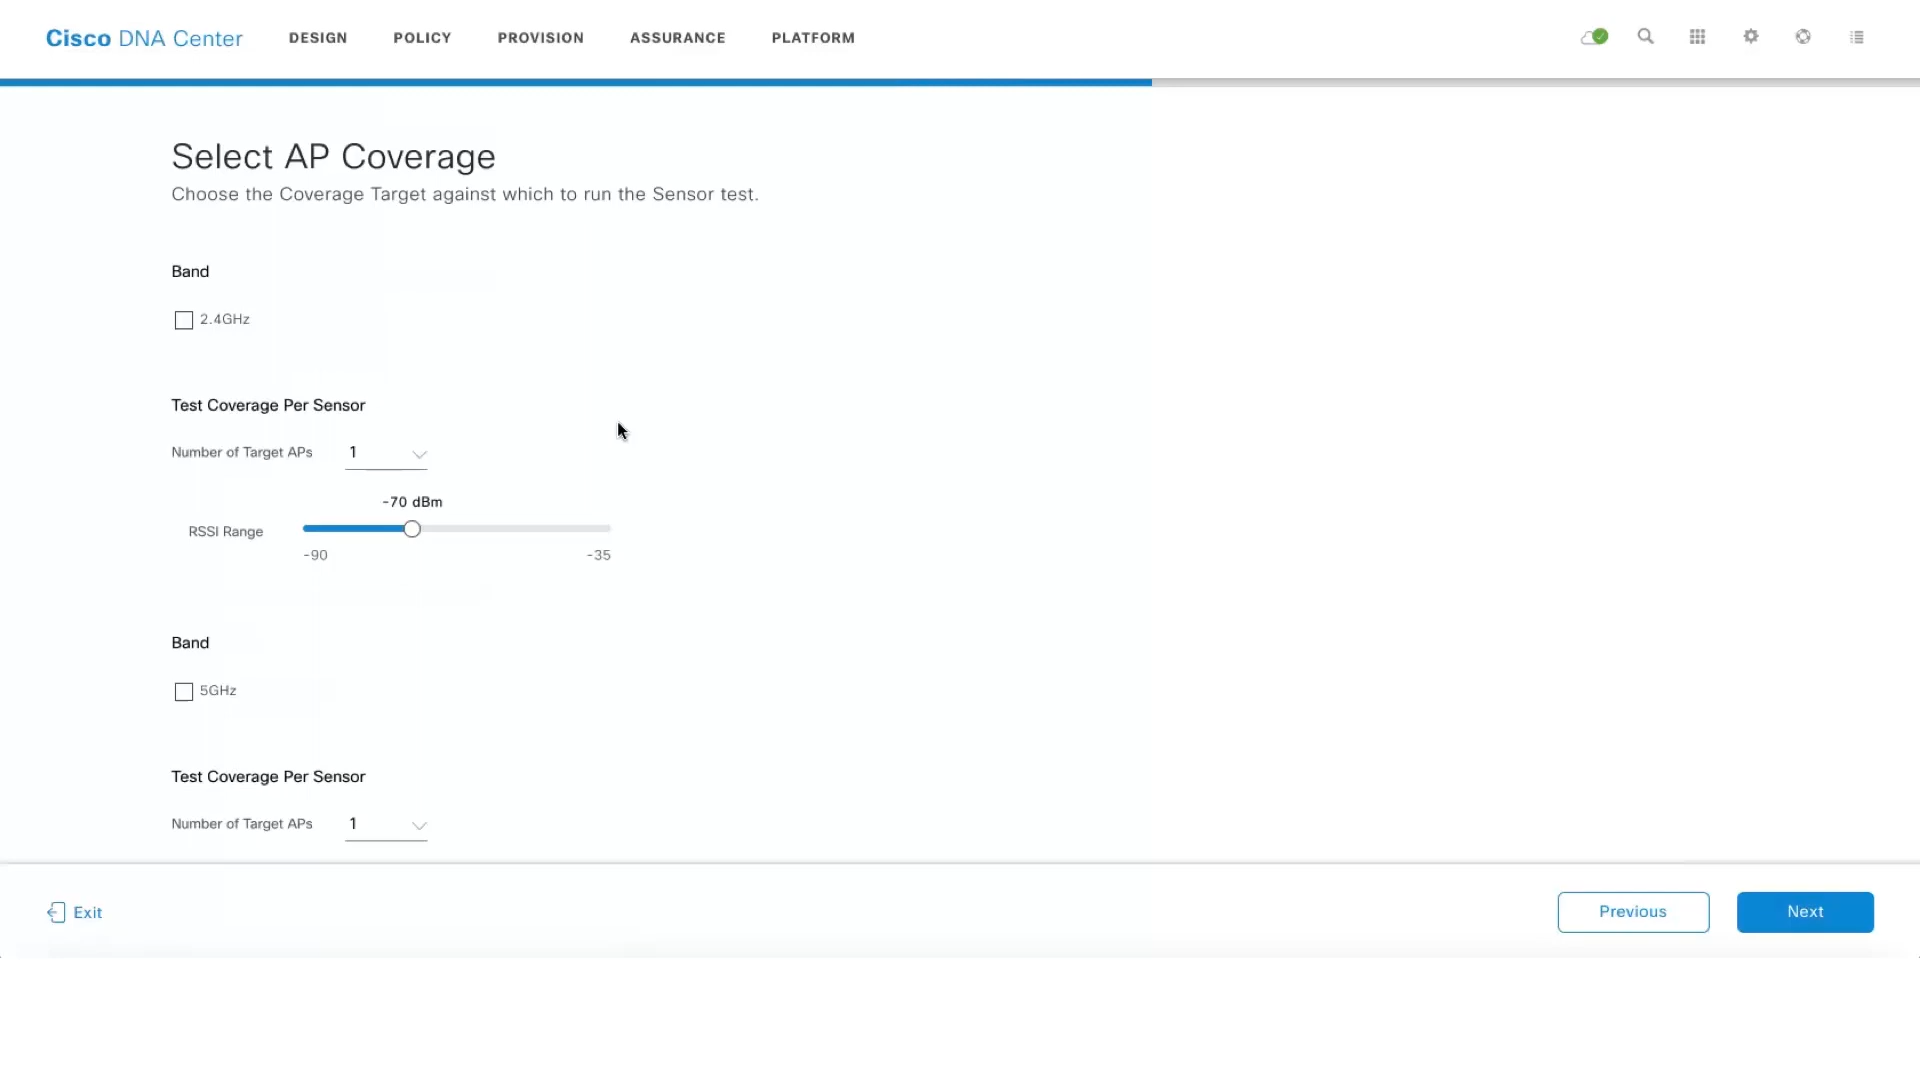 Cisco DNA Center DESIGN POLICY PROVISION ASSURANCE PLATFORM
Select AP Coverage
Choose the Coverage Target against which to run the Sensor test.
Band
2.4GHz
Test Coverage Per Sensor
Number of Target APs 1
-70 dBm
RSSI Range
-90 -35
Band
5GHz
Test Coverage Per Sensor
Number of Target APs 1
Exit Previous Next